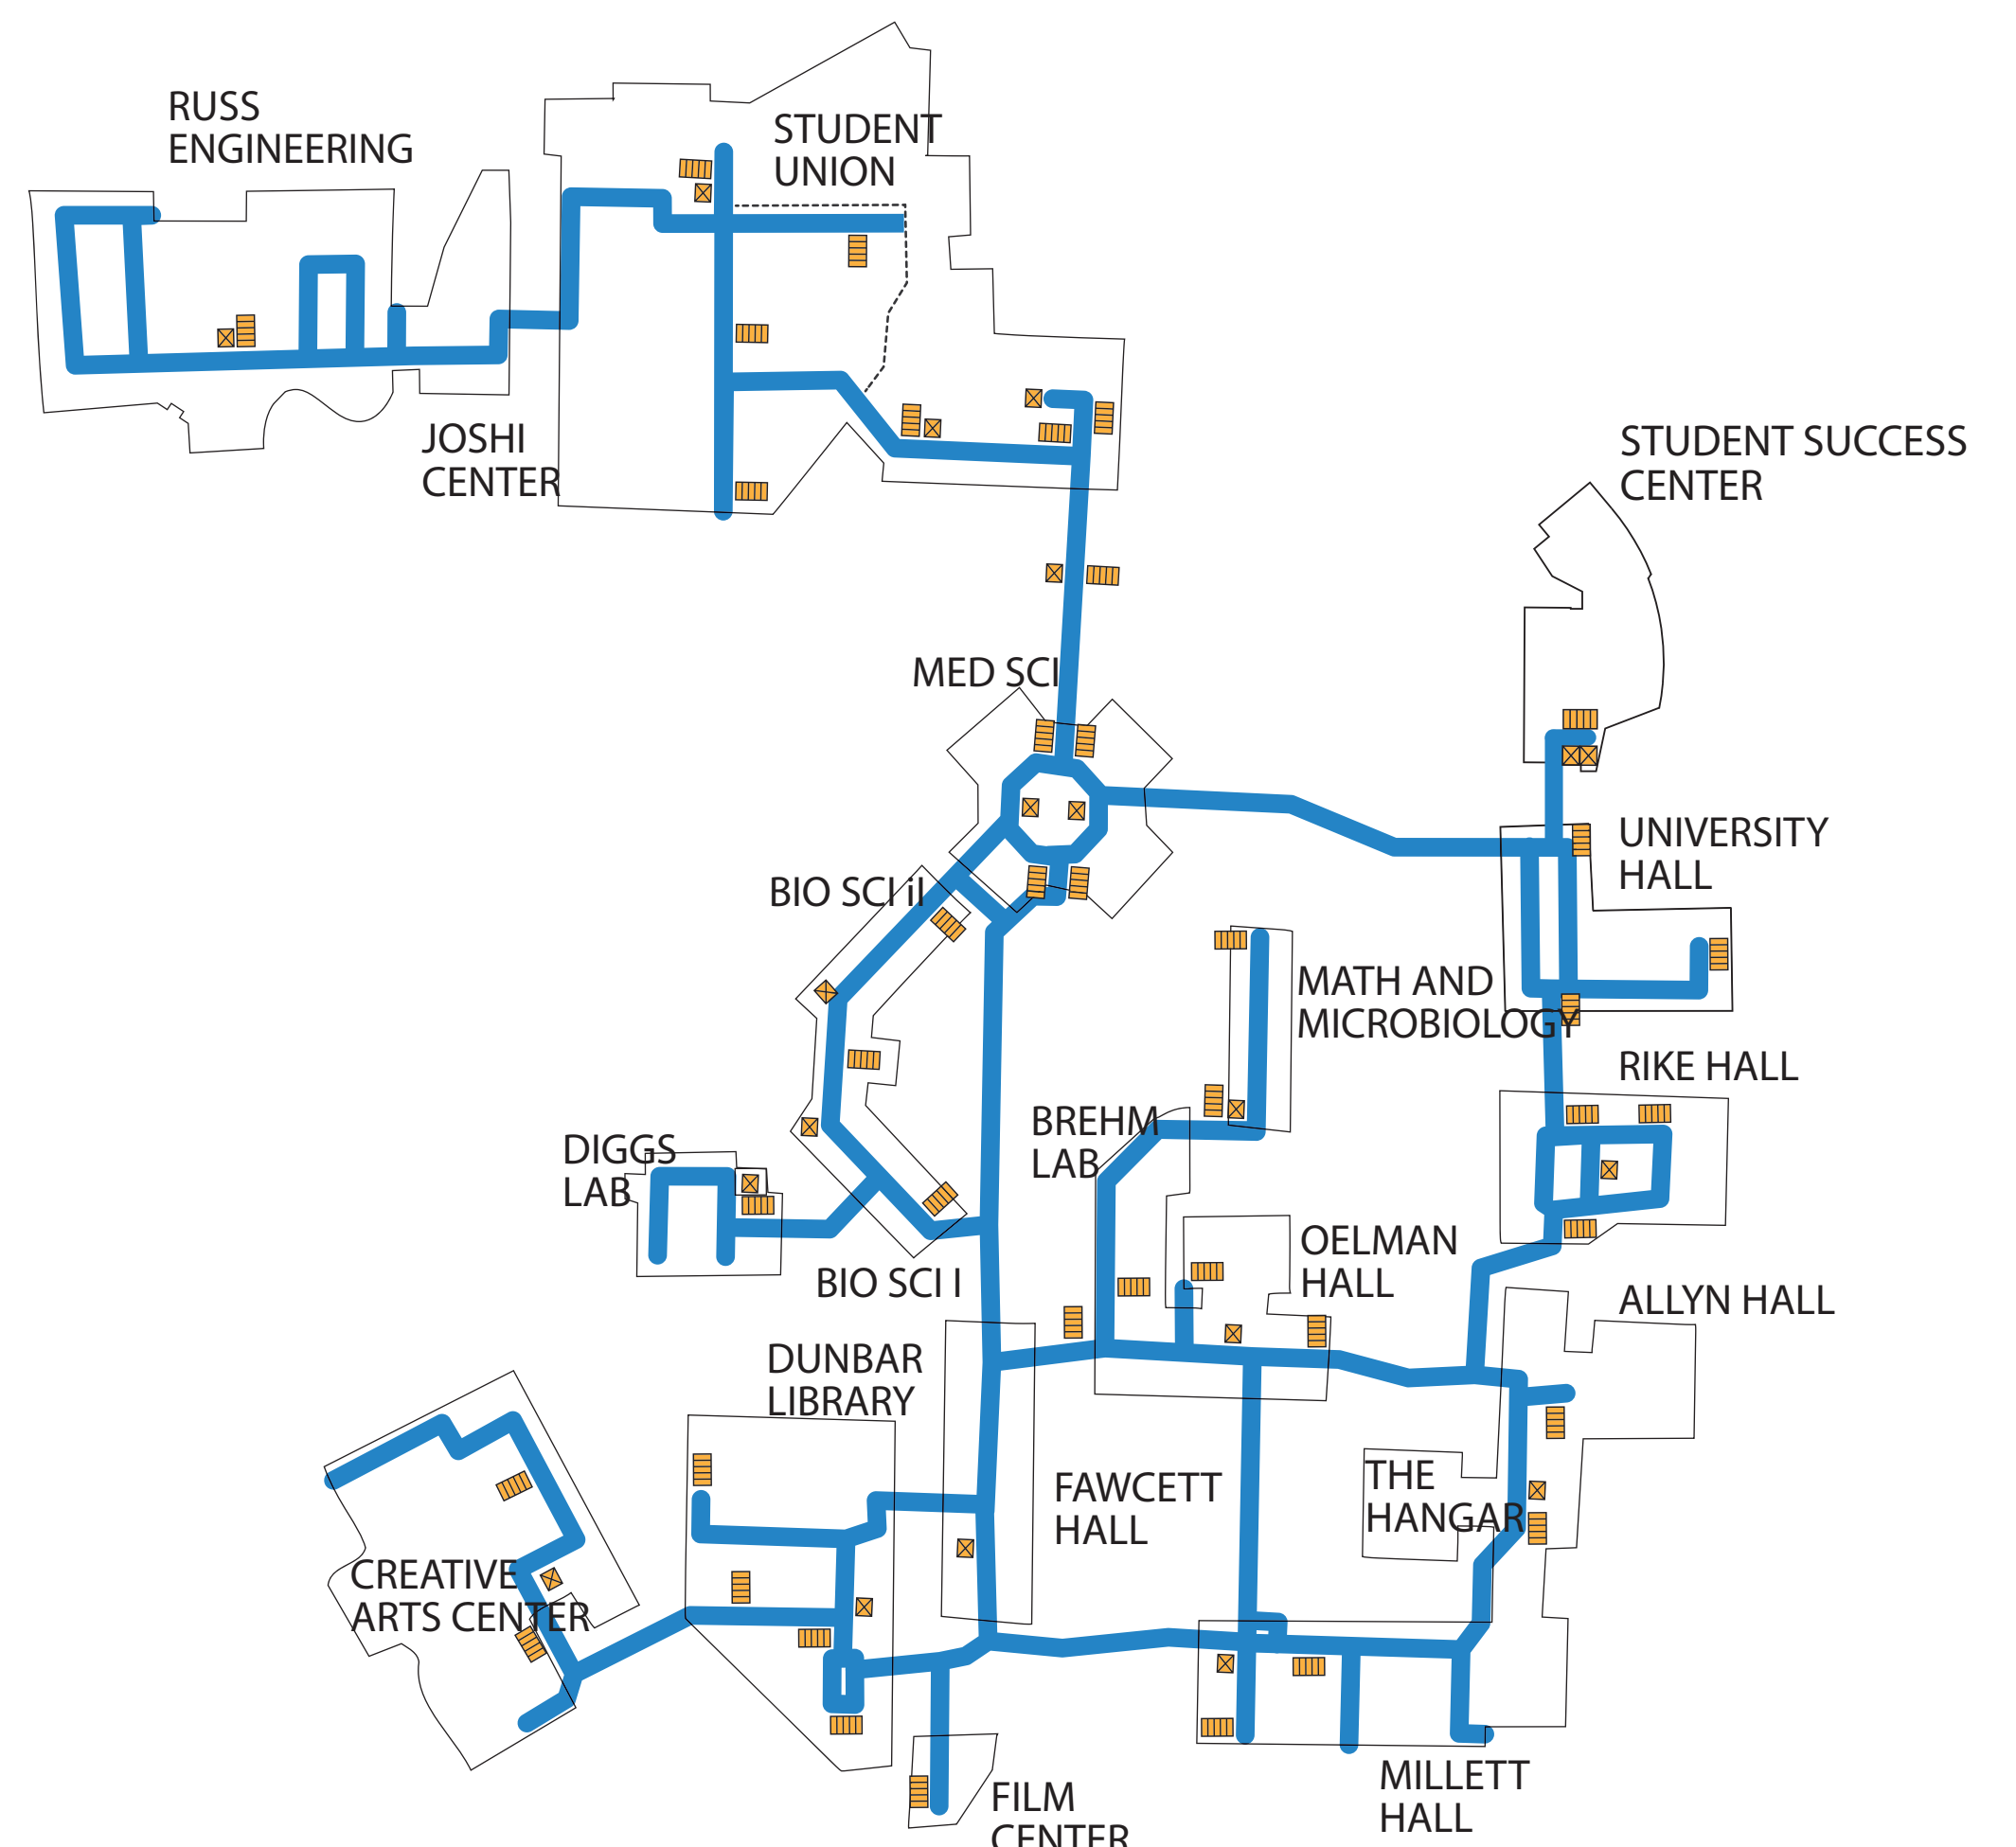 RUSS
ENGINEERING
STUDENT
UNION
JOSHI
CENTER
STUDENT SUCCESS
CENTER
MED SCI
UNIVERSITY
HALL
BIO SCI iI
MATH AND
MICROBIOLOGY
RIKE HALL
BREHM
LAB
DIGGS
LAB
OELMAN
HALL
BIO SCI I
ALLYN HALL
DUNBAR
LIBRARY
FAWCETT
HALL
THE
HANGAR
CREATIVE
ARTS CENTER
MILLETT
HALL
FILM
CENTER